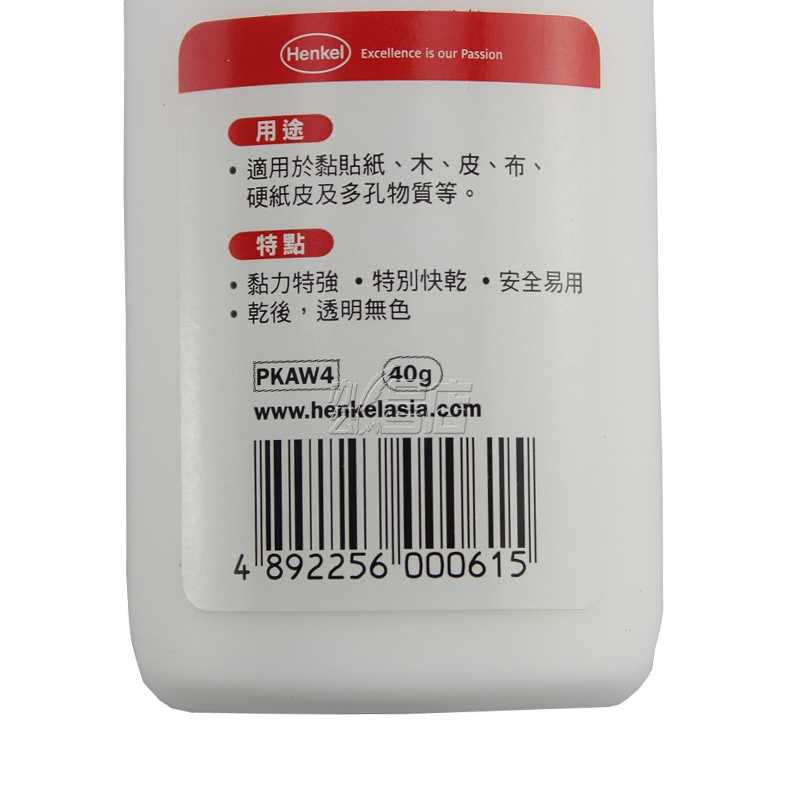 Henkel Excellence is our Passion
用途
• 適用於黏貼紙、木、皮、布、
硬紙皮及多孔物質等。
特點
• 黏力特強 • 特別快乾 • 安全易用
• 乾後，透明無色
PKAW4 40g
www.henkelasia.com
4 892256 000615